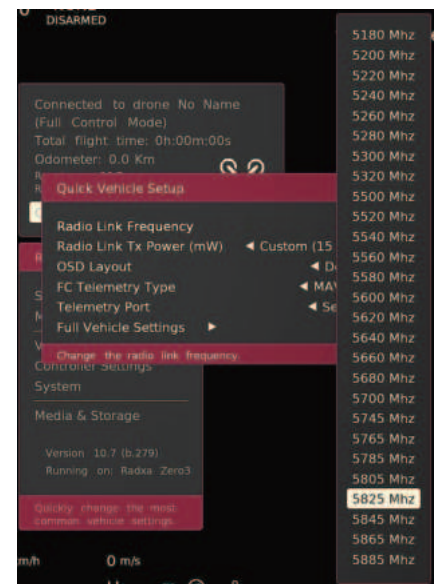 DISARMED
Connected to drone No Name
(Full Control Mode)
Total flight time: 0h:00m:00s
Odometer: 0.0 Km
Quick Vehicle Setup
Radio Link Frequency
Radio Link Tx Power (mW) ◀ Custom (15
OSD Layout ◀ D
FC Telemetry Type ◀ MAV
Telemetry Port ◀ Se
Full Vehicle Settings ▶
Change the radio link frequency
Controller Settings
System
Media & Storage
Version 10.7 (b.279)
Running on: Radxa Zero3
Quickly change the most
common vehicle settings.
m/h 0 m/s
5180 Mhz
5200 Mhz
5220 Mhz
5240 Mhz
5260 Mhz
5280 Mhz
5300 Mhz
5320 Mhz
5500 Mhz
5520 Mhz
5540 Mhz
5560 Mhz
5580 Mhz
5600 Mhz
5620 Mhz
5640 Mhz
5660 Mhz
5680 Mhz
5700 Mhz
5745 Mhz
5765 Mhz
5785 Mhz
5805 Mhz
5825 Mhz
5845 Mhz
5865 Mhz
5885 Mhz